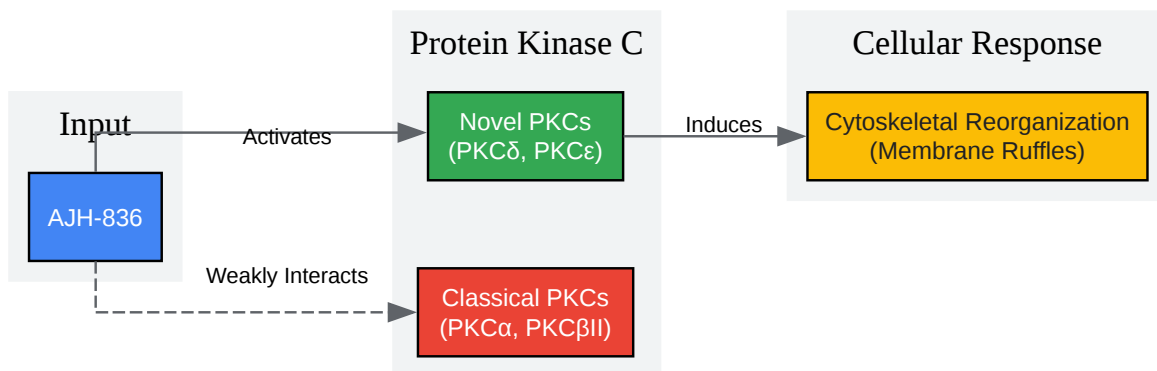 Input
AJH-836
Activates
Weakly Interacts
Protein Kinase C
Novel PKCs
(PKCδ, PKCε)
Classical PKCs
(PKCα, PKCβII)
Induces
Cellular Response
Cytoskeletal Reorganization
(Membrane Ruffles)